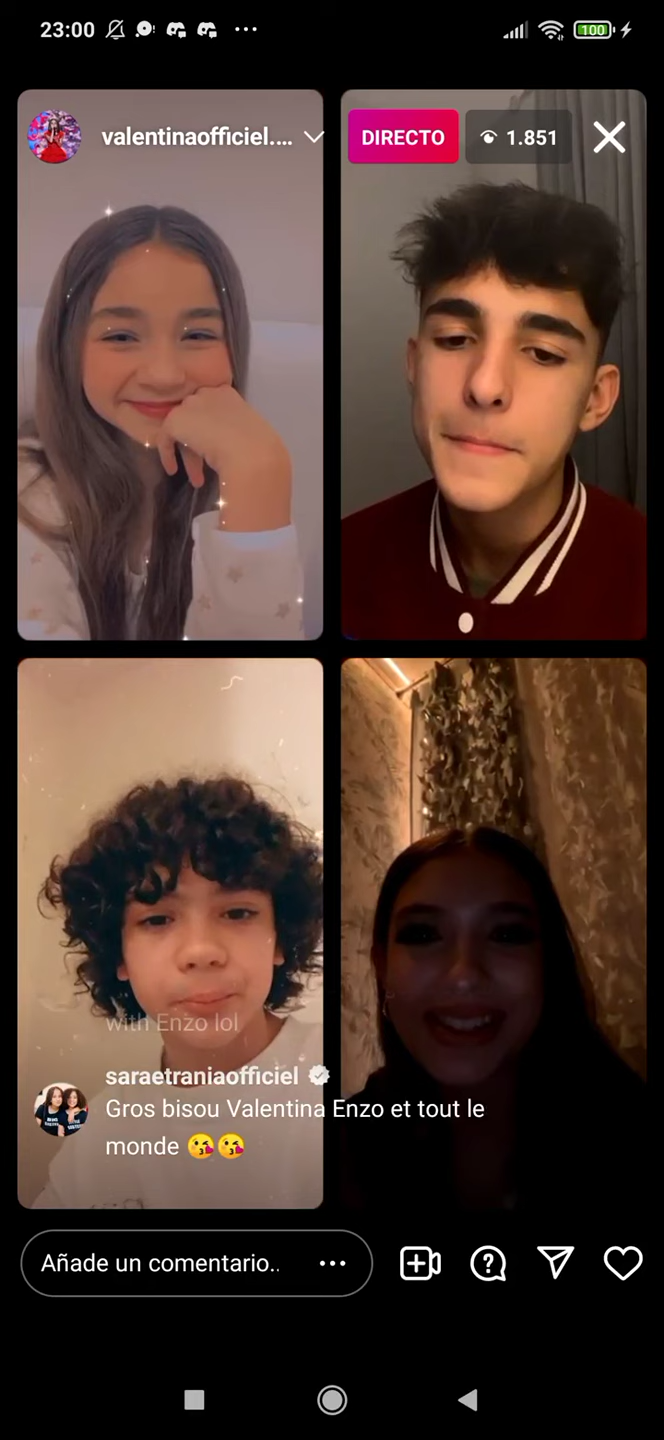 23:00
100
valentinaofficiel....
DIRECTO
1.851
with Enzo lol
saraetraniaofficiel
Gros bisou Valentina Enzo et tout le
monde 😘😘
Añade un comentario..